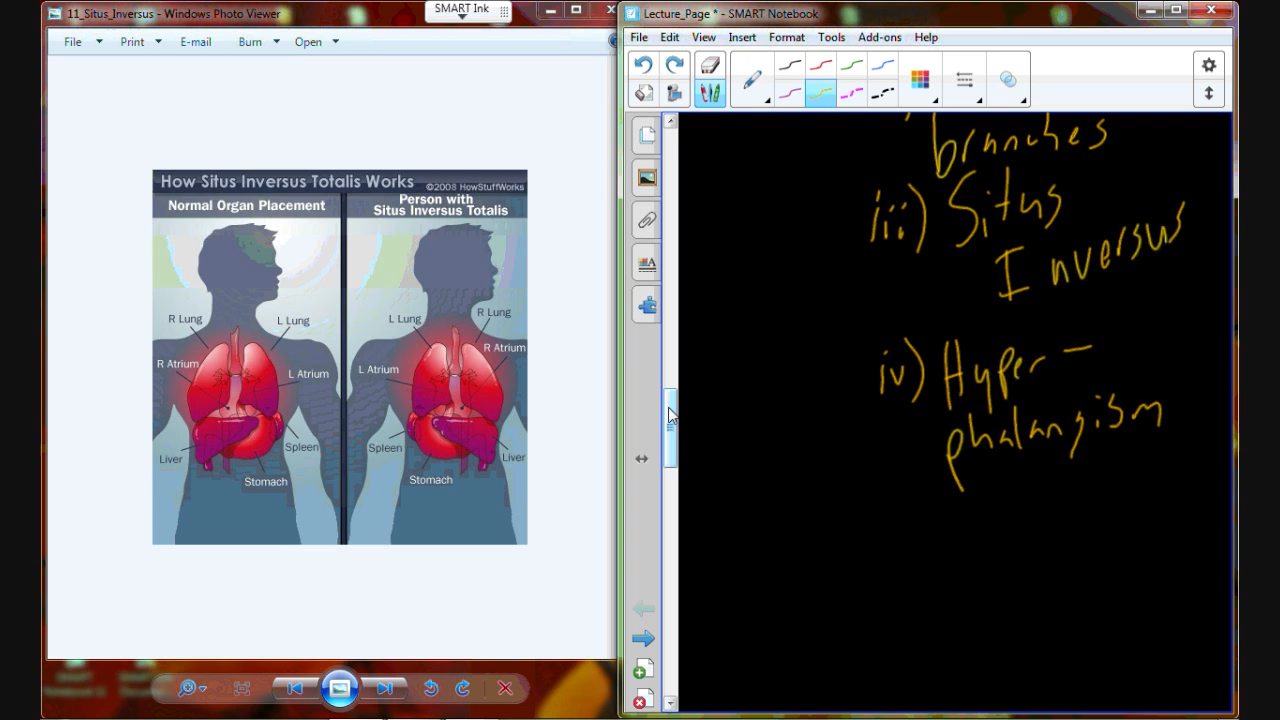 11_Situs_Inversus - Windows Photo Viewer
SMART Ink
File Print E-mail Burn Open
How Situs Inversus Totalis Works
©2008 HowStuffWorks
Normal Organ Placement
R Lung
L Lung
R Atrium
L Atrium
Spleen
Liver
Stomach
Person with
Situs Inversus Totalis
L Lung
R Lung
R Atrium
L Atrium
Spleen
Liver
Stomach
Lecture_Page * - SMART Notebook
File Edit View Insert Format Tools Add-ons Help
branches
iii) Situs
Inversus
iv) Hyper-
phalangism